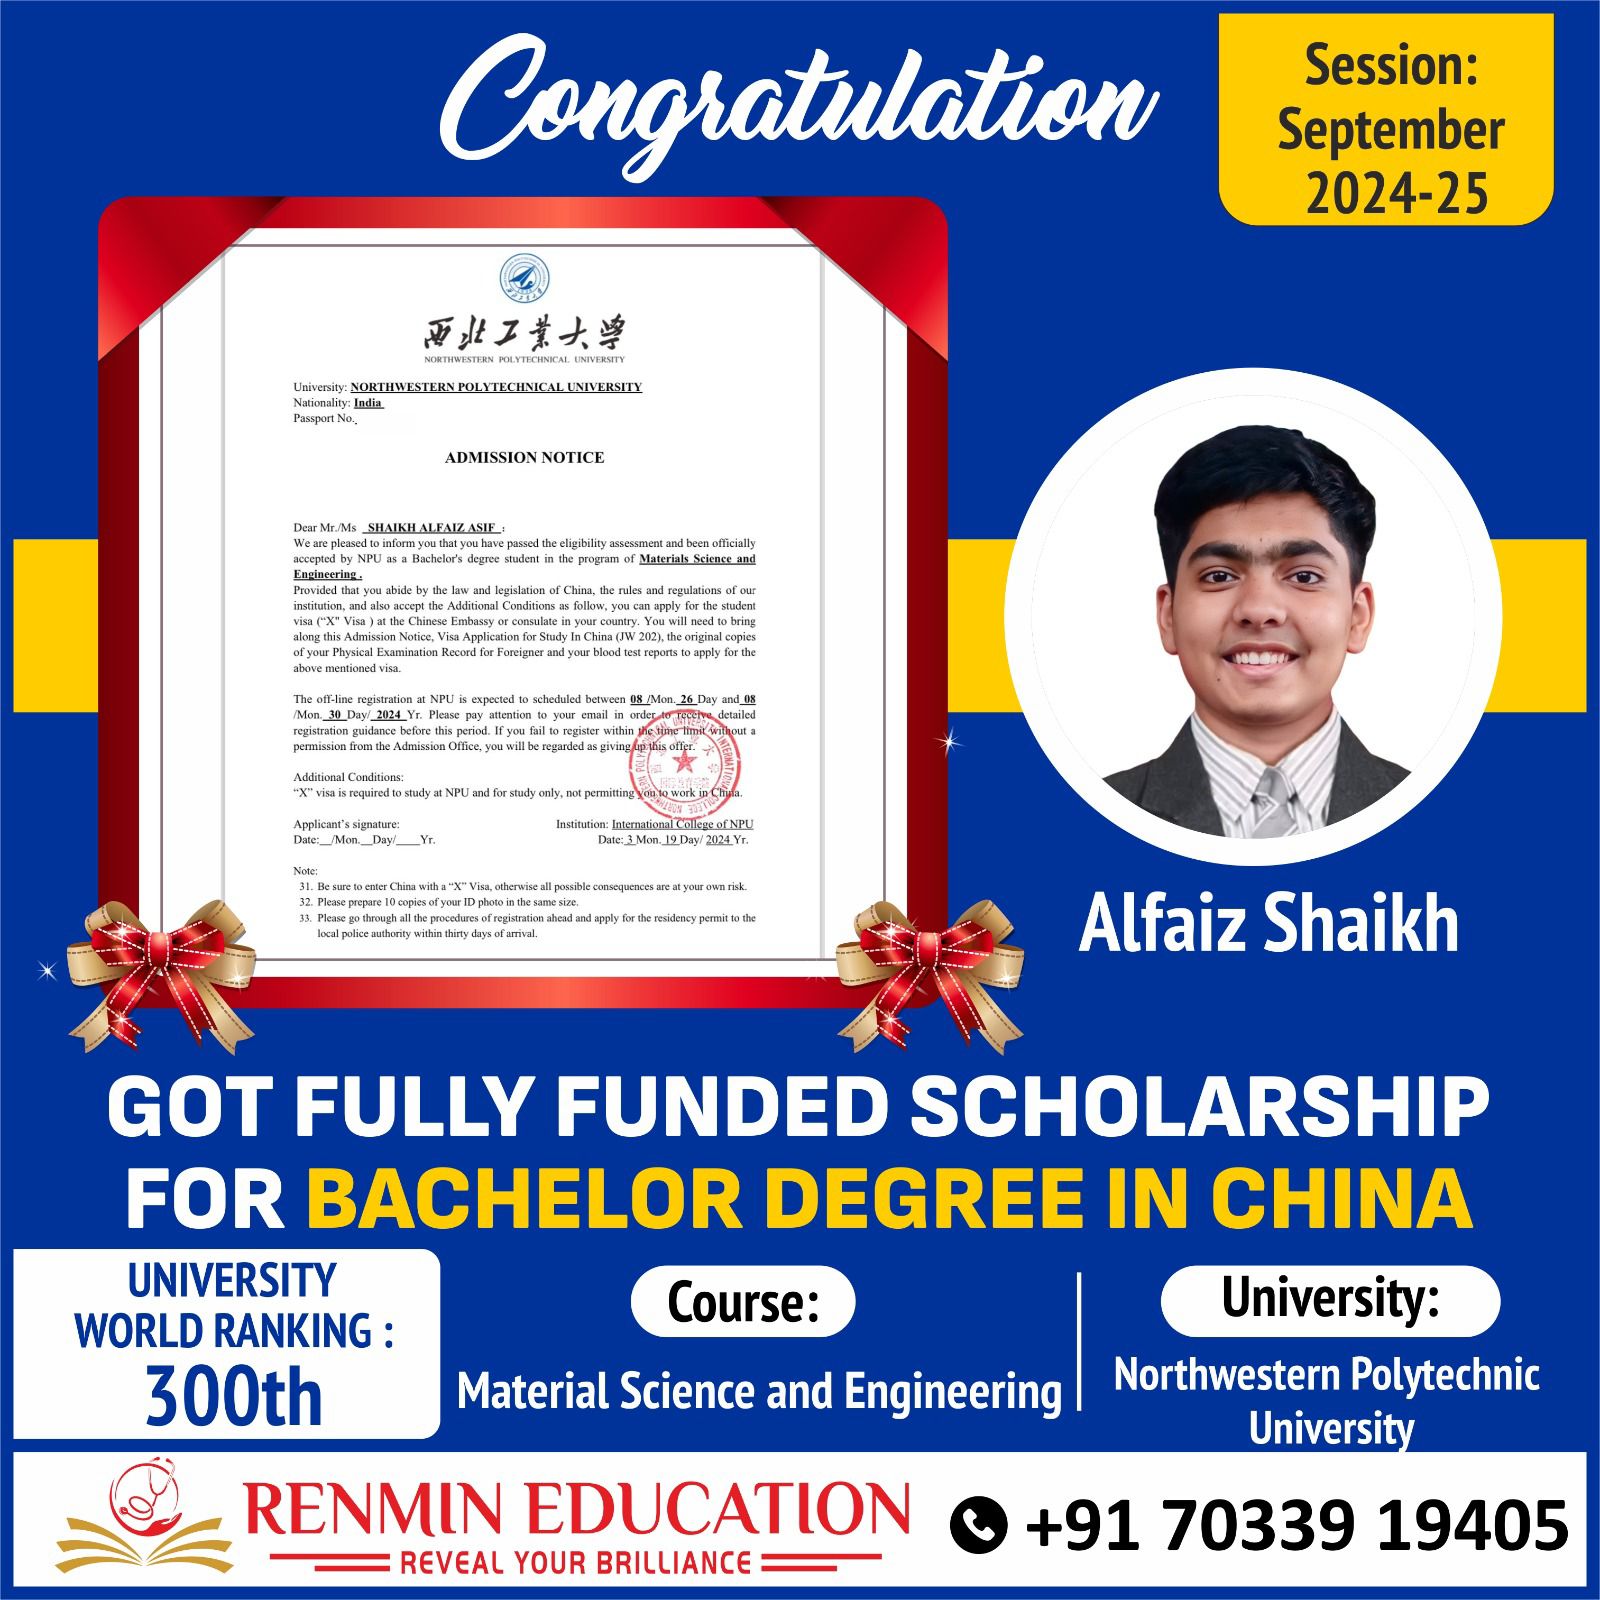 Congratulation
Session:
September
2024-25
西北工业大学
NORTHWESTERN POLYTECHNICAL UNIVERSITY
University: NORTHWESTERN POLYTECHNICAL UNIVERSITY
Nationality: India
Passport No.
ADMISSION NOTICE
Dear Mr./Ms SHAIKH ALFAIZ ASIF :
We are pleased to inform you that you have passed the eligibility assessment and been officially
accepted by NPU as a Bachelor's degree student in the program of Materials Science and
Engineering .
Provided that you abide by the law and legislation of China, the rules and regulations of our
institution, and also accept the Additional Conditions as follow, you can apply for the student
visa (“X" Visa ) at the Chinese Embassy or consulate in your country. You will need to bring
along this Admission Notice, Visa Application for Study In China (JW 202), the original copies
of your Physical Examination Record for Foreigner and your blood test reports to apply for the
above mentioned visa.
The off-line registration at NPU is expected to scheduled between 08 /Mon. 26 Day and 08
/Mon. 30 Day/ 2024 Yr. Please pay attention to your email in order to receive detailed
registration guidance before this period. If you fail to register within the time limit without a
permission from the Admission Office, you will be regarded as giving up this offer.
Additional Conditions:
“X” visa is required to study at NPU and for study only, not permitting you to work in China.
Applicant’s signature:
Institution: International College of NPU
Date:__/Mon.__Day/____Yr.
Date: 3 Mon. 19 Day/ 2024 Yr.
Note:
31. Be sure to enter China with a “X” Visa, otherwise all possible consequences are at your own risk.
32. Please prepare 10 copies of your ID photo in the same size.
33. Please go through all the procedures of registration ahead and apply for the residency permit to the
local police authority within thirty days of arrival.
Alfaiz Shaikh
GOT FULLY FUNDED SCHOLARSHIP
FOR BACHELOR DEGREE IN CHINA
UNIVERSITY
WORLD RANKING :
300th
Course:
Material Science and Engineering
University:
Northwestern Polytechnic
University
RENMIN EDUCATION
REVEAL YOUR BRILLIANCE
+91 70339 19405